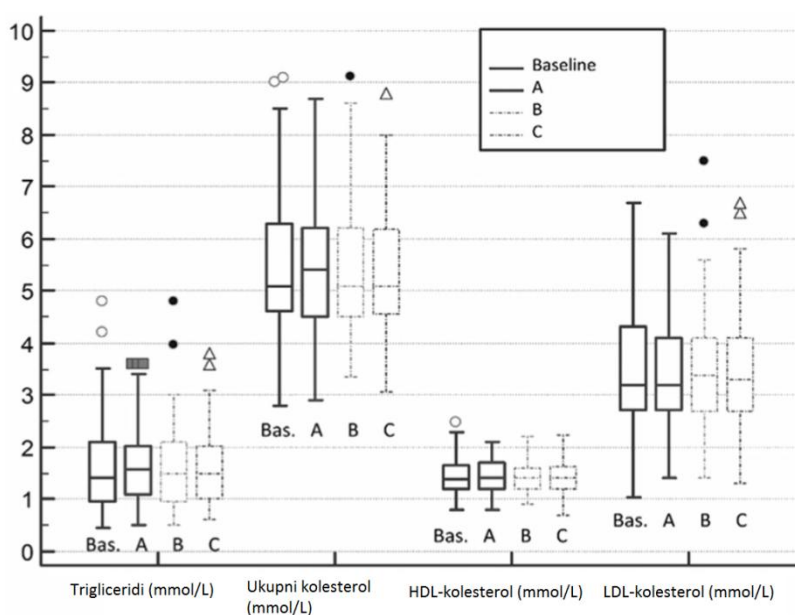 10
9
8
7
6
5
4
3
2
1
0
Baseline
A
B
C
Bas. A B C
Bas. A B C
Bas. A B C
Bas. A B C
Trigliceridi (mmol/L)
Ukupni kolesterol
(mmol/L)
HDL-kolesterol (mmol/L)
LDL-kolesterol (mmol/L)